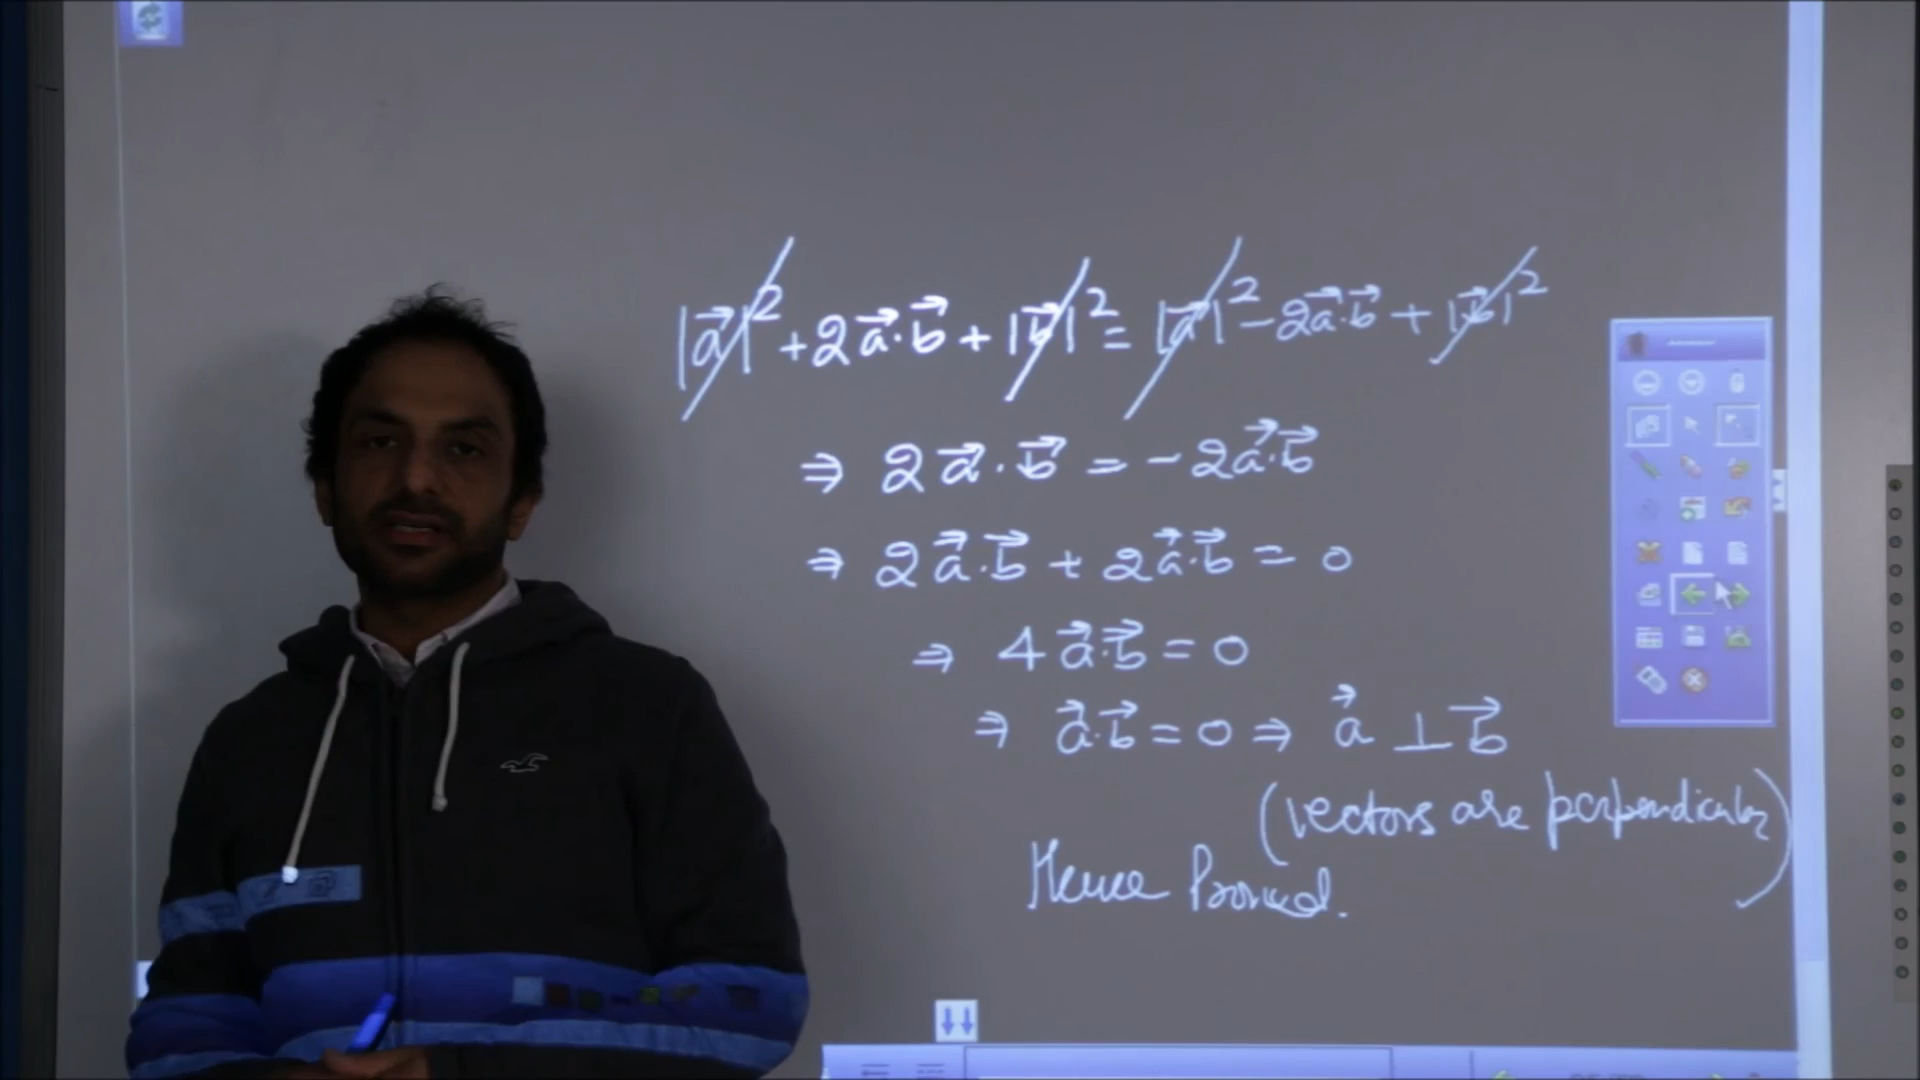 |a⃗|² + 2a⃗·b⃗ + |b⃗|² = |a⃗|² - 2a⃗·b⃗ + |b⃗|²
⇒ 2a⃗·b⃗ = -2a⃗·b⃗
⇒ 2a⃗·b⃗ + 2a⃗·b⃗ = 0
⇒ 4a⃗·b⃗ = 0
⇒ a⃗·b⃗ = 0 ⇒ a⃗ ⊥ b⃗
(vectors are perpendicular)
Hence Proved.